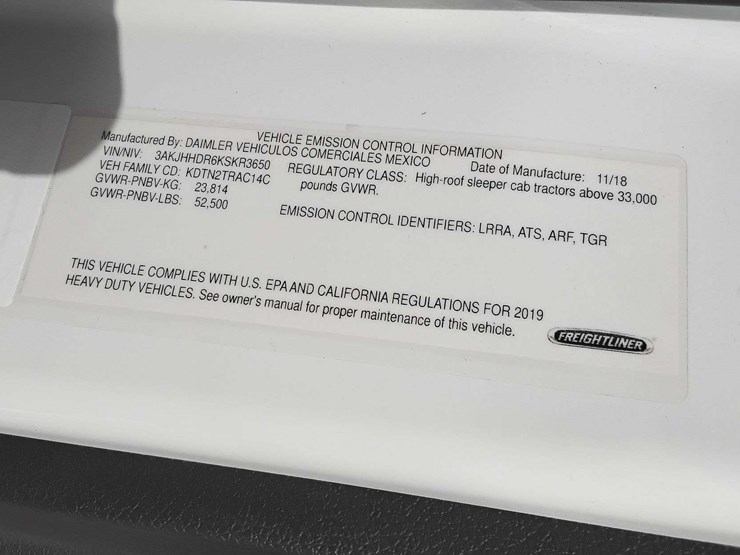 VEHICLE EMISSION CONTROL INFORMATION
Manufactured By: DAIMLER VEHICULOS COMERCIALES MEXICO
Date of Manufacture: 11/18
VIN/NIV: 3AKJHHDR6KSKR3650
REGULATORY CLASS: High-roof sleeper cab tractors above 33,000
pounds GVWR.
VEH FAMILY CD: KDTN2TRAC14C
GVWR-PNBV-KG: 23,814
GVWR-PNBV-LBS: 52,500
EMISSION CONTROL IDENTIFIERS: LRRA, ATS, ARF, TGR
THIS VEHICLE COMPLIES WITH U.S. EPA AND CALIFORNIA REGULATIONS FOR 2019
HEAVY DUTY VEHICLES. See owner's manual for proper maintenance of this vehicle.
FREIGHTLINER